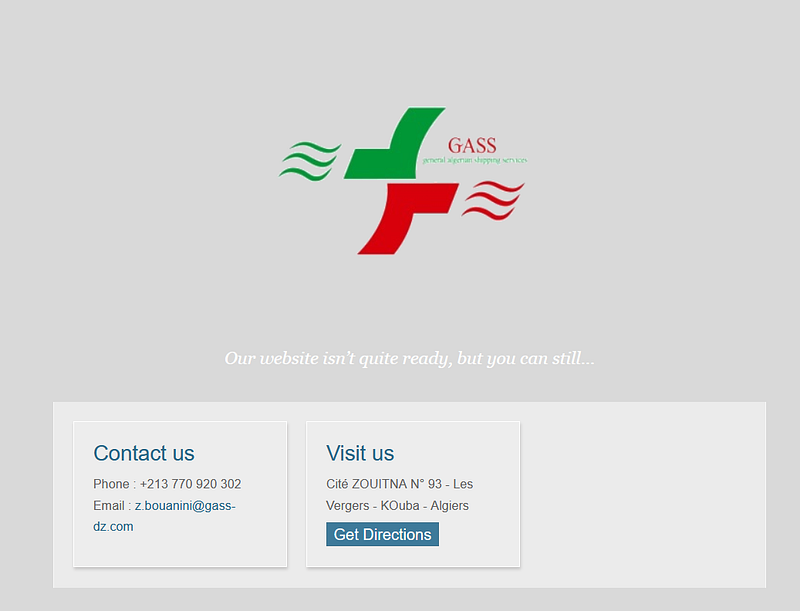 GASS
general algerian shipping services
Our website isn't quite ready, but you can still...
Contact us
Phone : +213 770 920 302
Email : z.bouanini@gass-
dz.com
Visit us
Cité ZOUITNA N° 93 - Les
Vergers - KOuba - Algiers
Get Directions